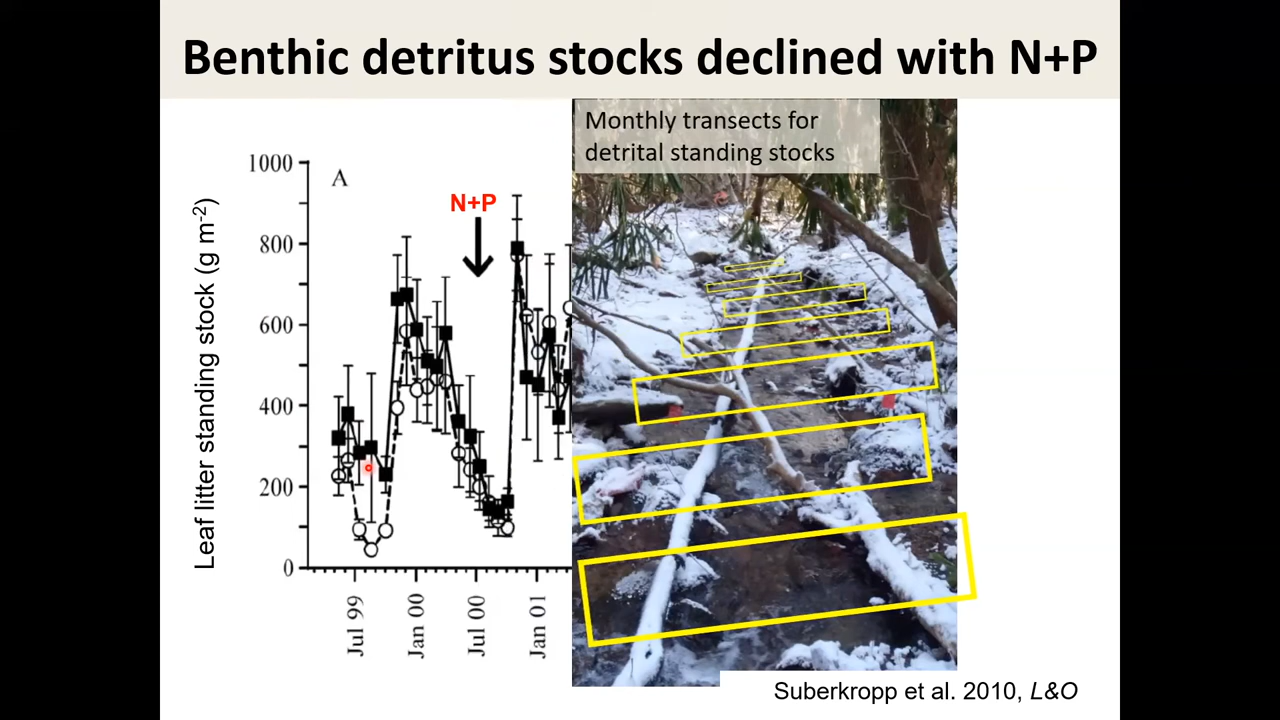 Benthic detritus stocks declined with N+P
Monthly transects for
detrital standing stocks
A
N+P
Leaf litter standing stock (g m-2)
1000
800
600
400
200
0
Jul 99
Jan 00
Jul 00
Jan 01
Suberkropp et al. 2010, L&O